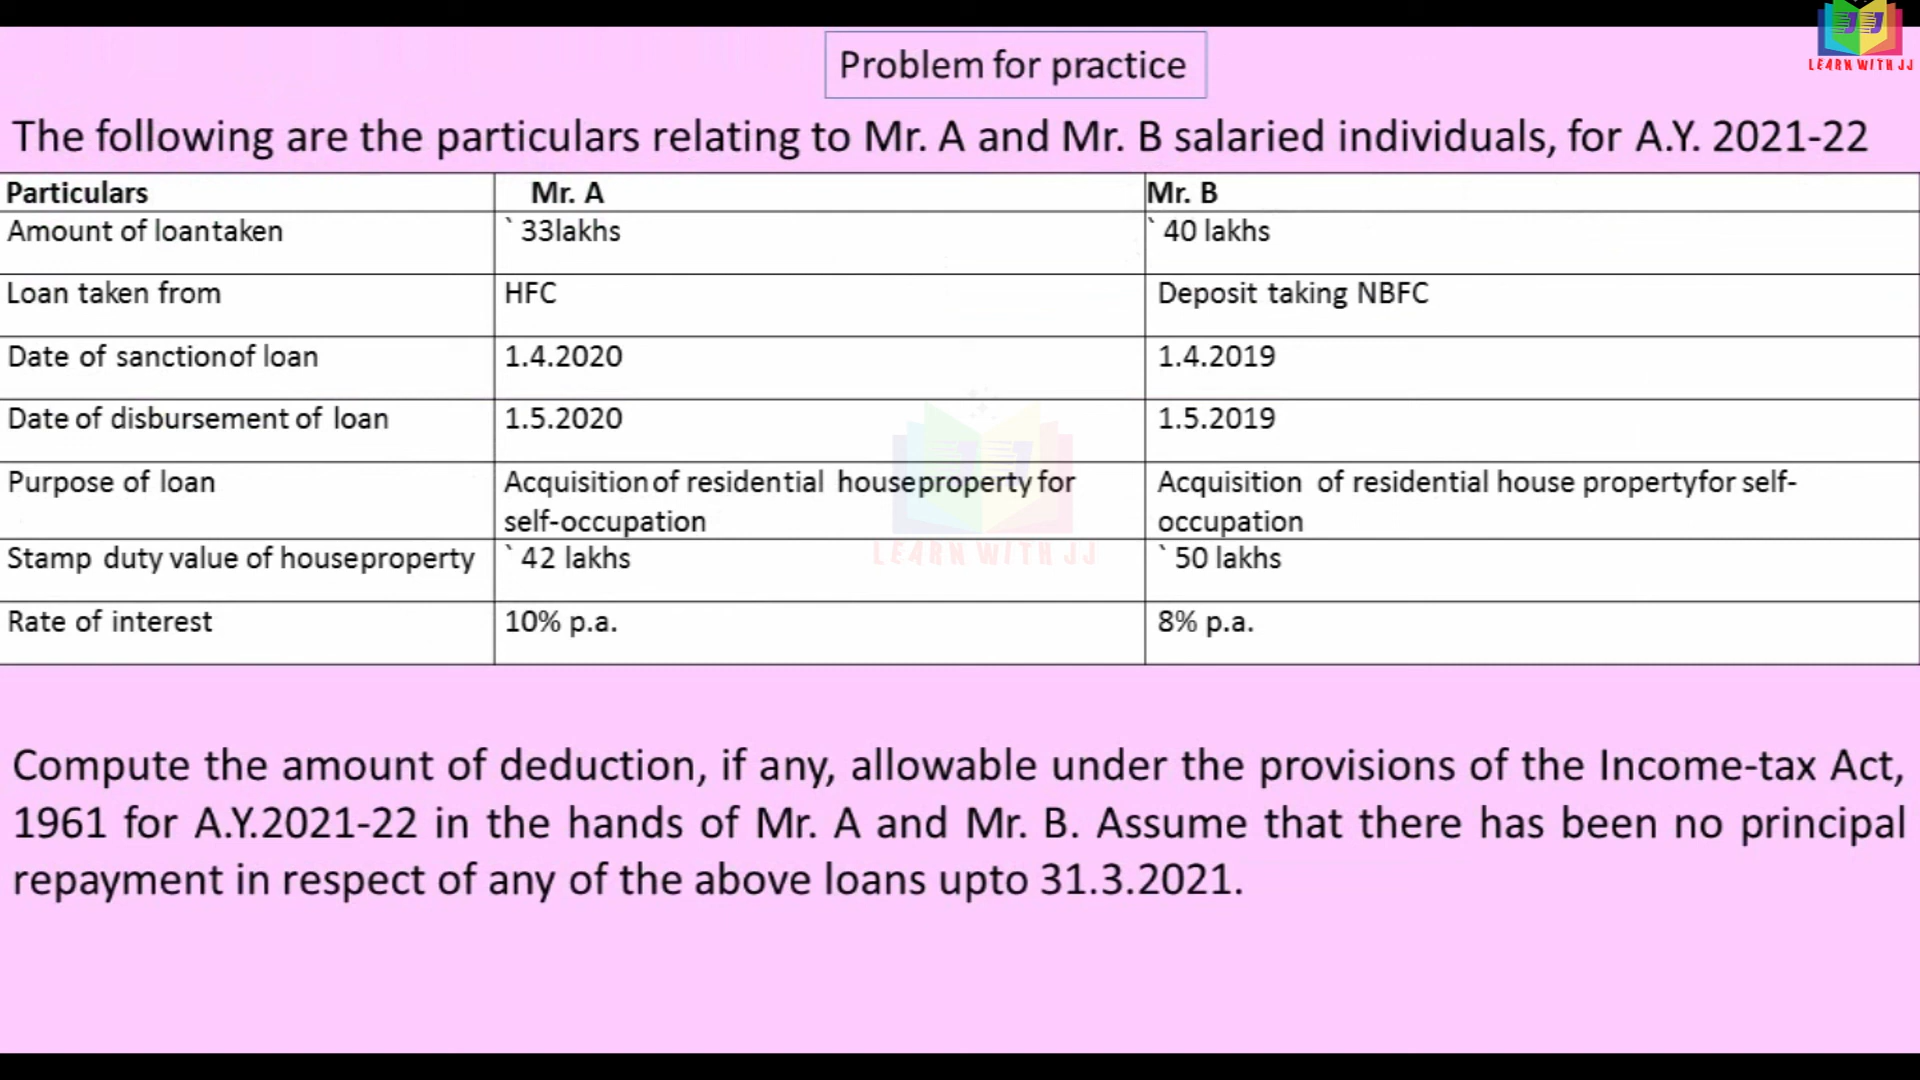 LEARN WITH JJ
Problem for practice
The following are the particulars relating to Mr. A and Mr. B salaried individuals, for A.Y. 2021-22
Particulars Mr. A Mr. B
Amount of loantaken ` 33lakhs ` 40 lakhs
Loan taken from HFC Deposit taking NBFC
Date of sanctionof loan 1.4.2020 1.4.2019
Date of disbursement of loan 1.5.2020 1.5.2019
Purpose of loan Acquisitionof residential houseproperty for Acquisition of residential house propertyfor self-
self-occupation occupation
Stamp duty value of houseproperty ` 42 lakhs ` 50 lakhs
LEARN WITH JJ
Rate of interest 10% p.a. 8% p.a.
Compute the amount of deduction, if any, allowable under the provisions of the Income-tax Act,
1961 for A.Y.2021-22 in the hands of Mr. A and Mr. B. Assume that there has been no principal
repayment in respect of any of the above loans upto 31.3.2021.